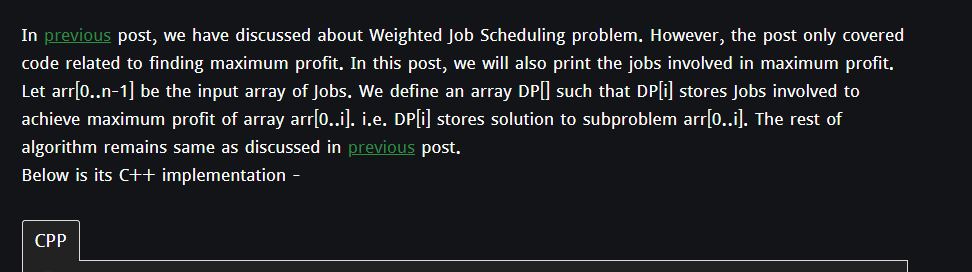 In previous post, we have discussed about Weighted Job Scheduling problem. However, the post only covered
code related to finding maximum profit. In this post, we will also print the jobs involved in maximum profit.
Let arr[0..n-1] be the input array of Jobs. We define an array DP[] such that DP[i] stores Jobs involved to
achieve maximum profit of array arr[0..i]. i.e. DP[i] stores solution to subproblem arr[0..i]. The rest of
algorithm remains same as discussed in previous post.
Below is its C++ implementation -
CPP